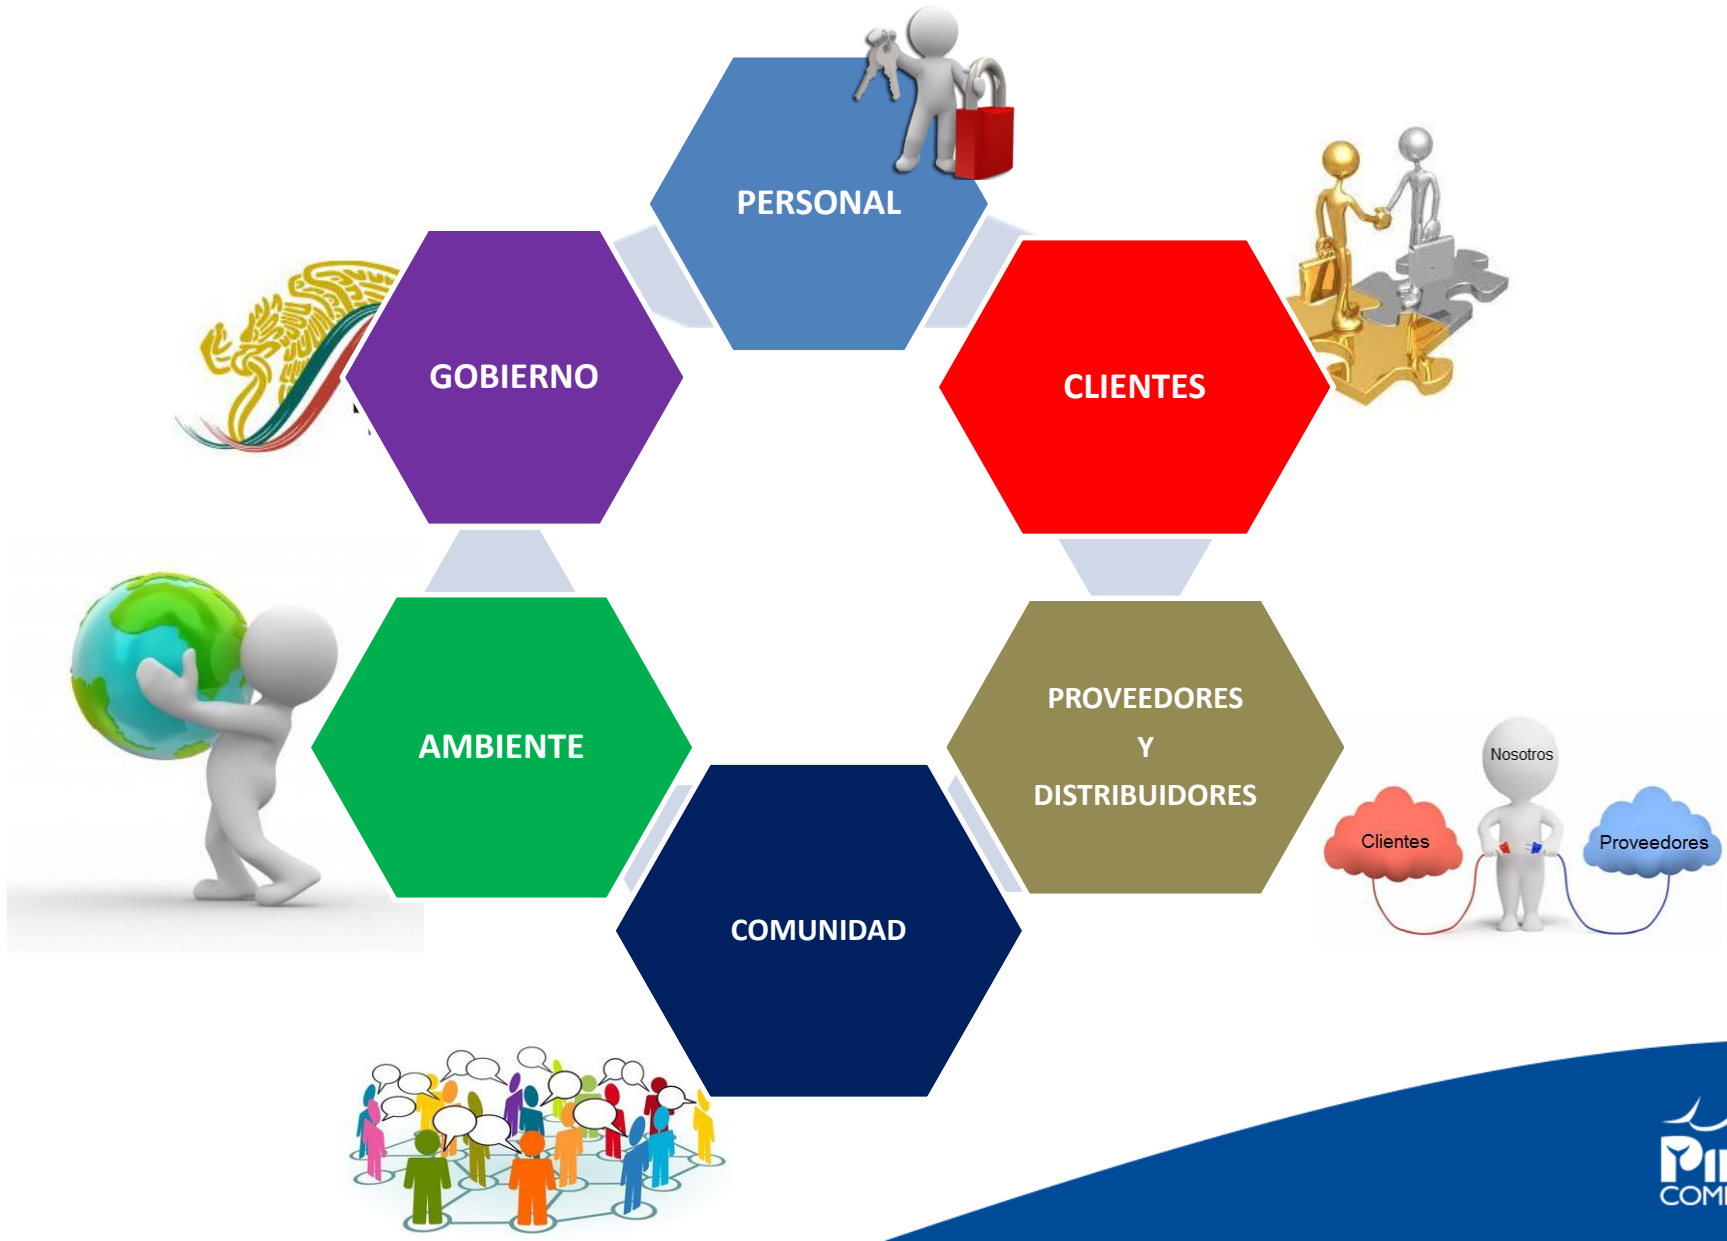 PERSONAL
GOBIERNO
CLIENTES
PROVEEDORES
Y
DISTRIBUIDORES
AMBIENTE
Nosotros
Clientes
Proveedores
COMUNIDAD